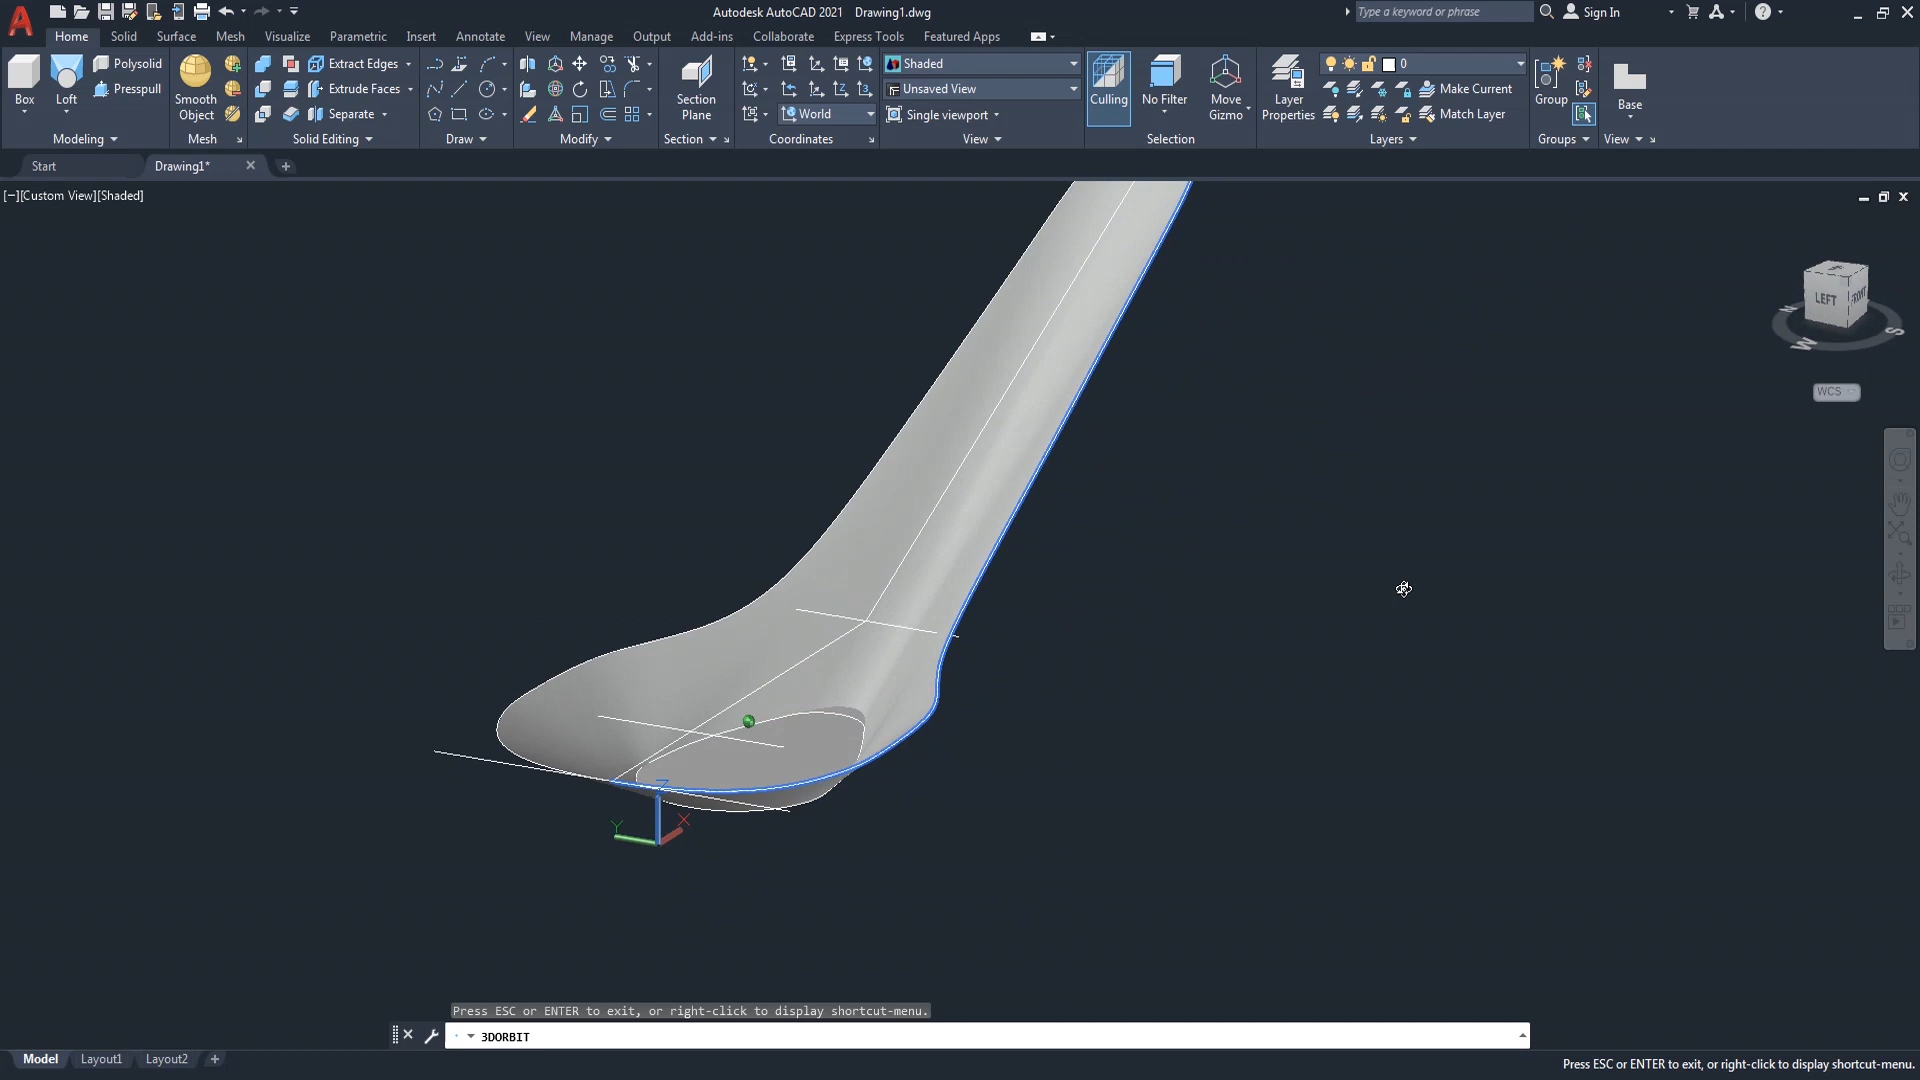 Autodesk AutoCAD 2021 Drawing1.dwg
Type a keyword or phrase
Sign In
Home Solid Surface Mesh Visualize Parametric Insert Annotate View Manage Output Add-ins Collaborate Express Tools Featured Apps
Box
Loft
Polysolid
Presspull
Modeling
Smooth
Object
Mesh
Extract Edges
Extrude Faces
Separate
Solid Editing
Draw
Modify
Section
Plane
Section
World
Coordinates
Shaded
Unsaved View
Single viewport
View
Culling
No Filter
Move
Gizmo
Selection
Layer
Properties
0
Make Current
Match Layer
Layers
Group
Groups
Base
View
Start
Drawing1*
[−][Custom View][Shaded]
LEFT
FRONT
N
S
W
WCS
Z
Y
X
Press ESC or ENTER to exit, or right-click to display shortcut-menu.
3DORBIT
Model Layout1 Layout2
Press ESC or ENTER to exit, or right-click to display shortcut-menu.